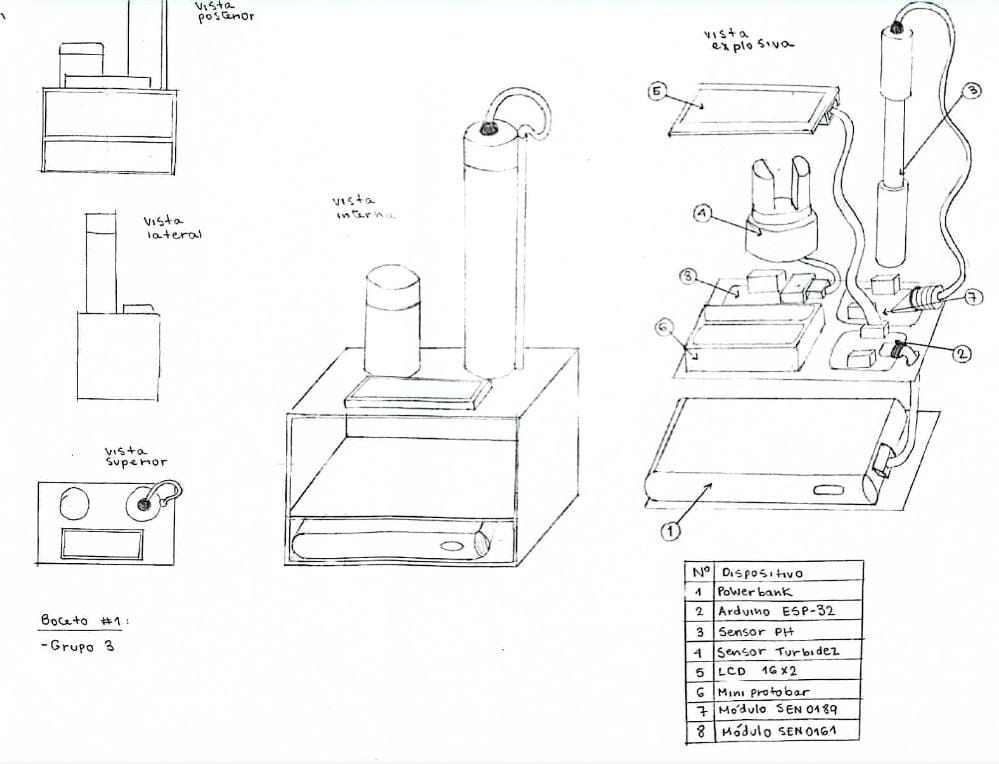 vista
posterior
vista
lateral
vista
superior
Boceto #1:
-Grupo 3
vista
interna
vista
explosiva
5
3
4
8
7
6
2
1
Nº Dispositivo
1 Powerbank
2 Arduino ESP-32
3 Sensor PH
4 Sensor Turbidez
5 LCD 16x2
6 Mini protobar
7 Módulo SEN0189
8 Módulo SEN0161